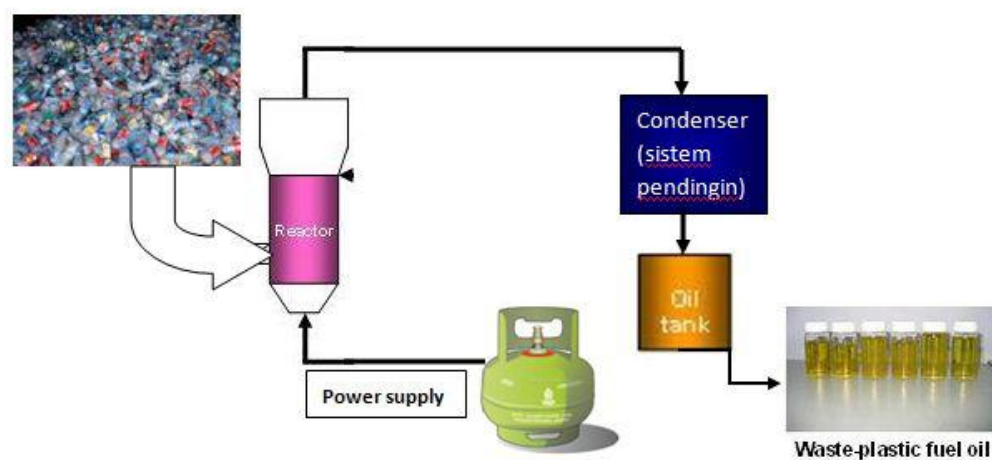 Condenser
(sistem
pendingin)
Reactor
Oil
tank
Power supply
Waste-plastic fuel oil